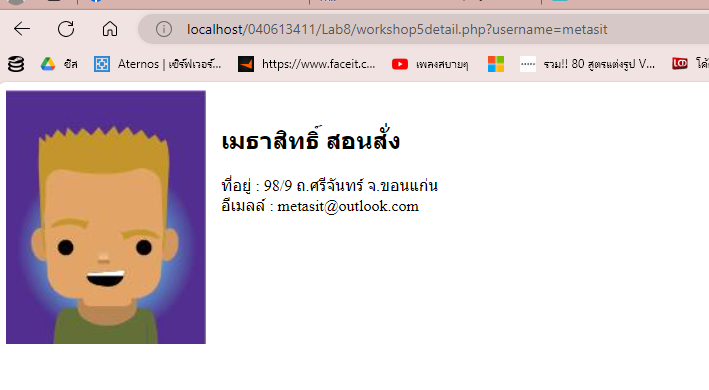 localhost/040613411/Lab8/workshop5detail.php?username=metasit
ชีส
Aternos | เซิร์ฟเวอร์...
https://www.faceit.c...
เพลงสบายๆ
รวม!! 80 สูตรแต่งรูป V...
เมธาสิทธิ์ สอนสั่ง
ที่อยู่ : 98/9 ถ.ศรีจันทร์ จ.ขอนแก่น
อีเมลล์ : metasit@outlook.com